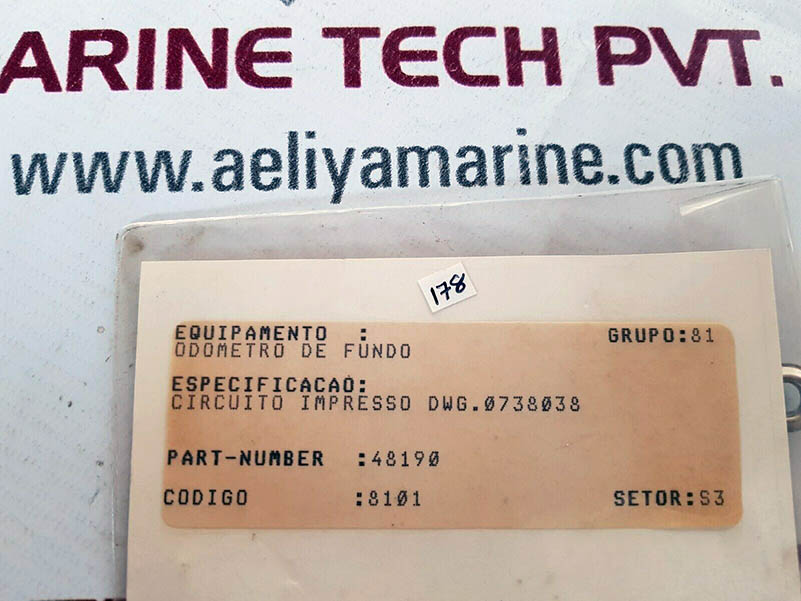 ARINE TECH PVT.
www.aeliyamarine.com
178
EQUIPAMENTO : GRUPO:81
ODOMETRO DE FUNDO
ESPECIFICACAO:
CIRCUITO IMPRESSO DWG.0738038
PART-NUMBER :48190
CODIGO :8101 SETOR:S3